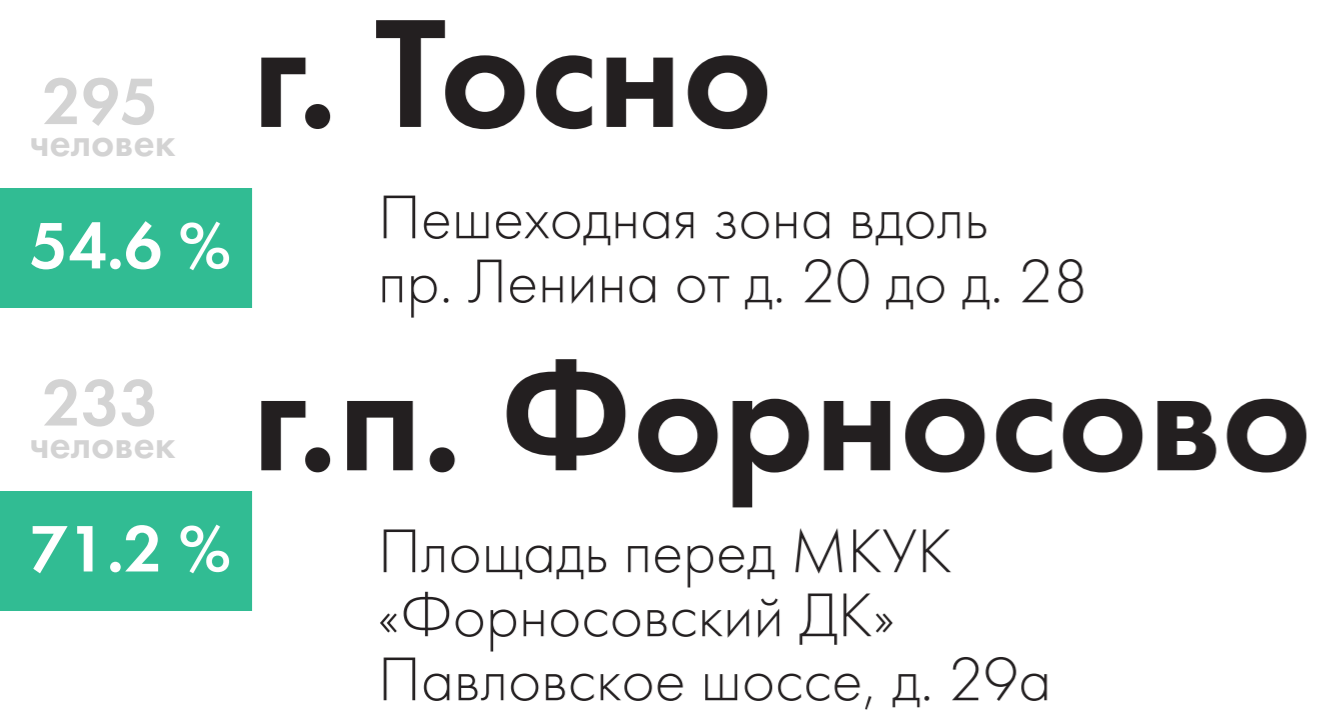 295
человек
г. Тосно
54.6 %
Пешеходная зона вдоль
пр. Ленина от д. 20 до д. 28
233
человек
г.п. Форносово
71.2 %
Площадь перед МКУК
«Форносовский ДК»
Павловское шоссе, д. 29а